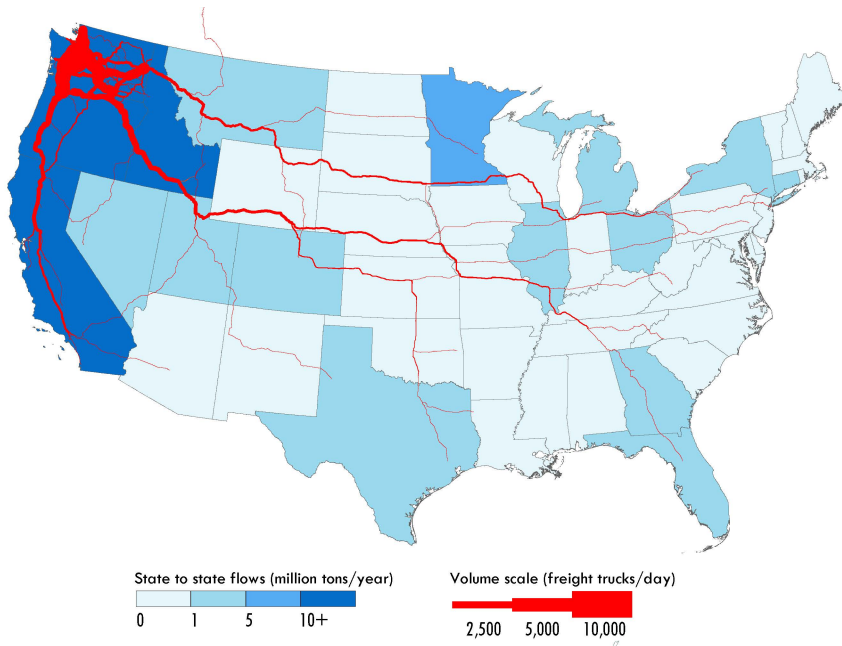 State to state flows (million tons/year)
0 1 5 10+
Volume scale (freight trucks/day)
2,500 5,000 10,000